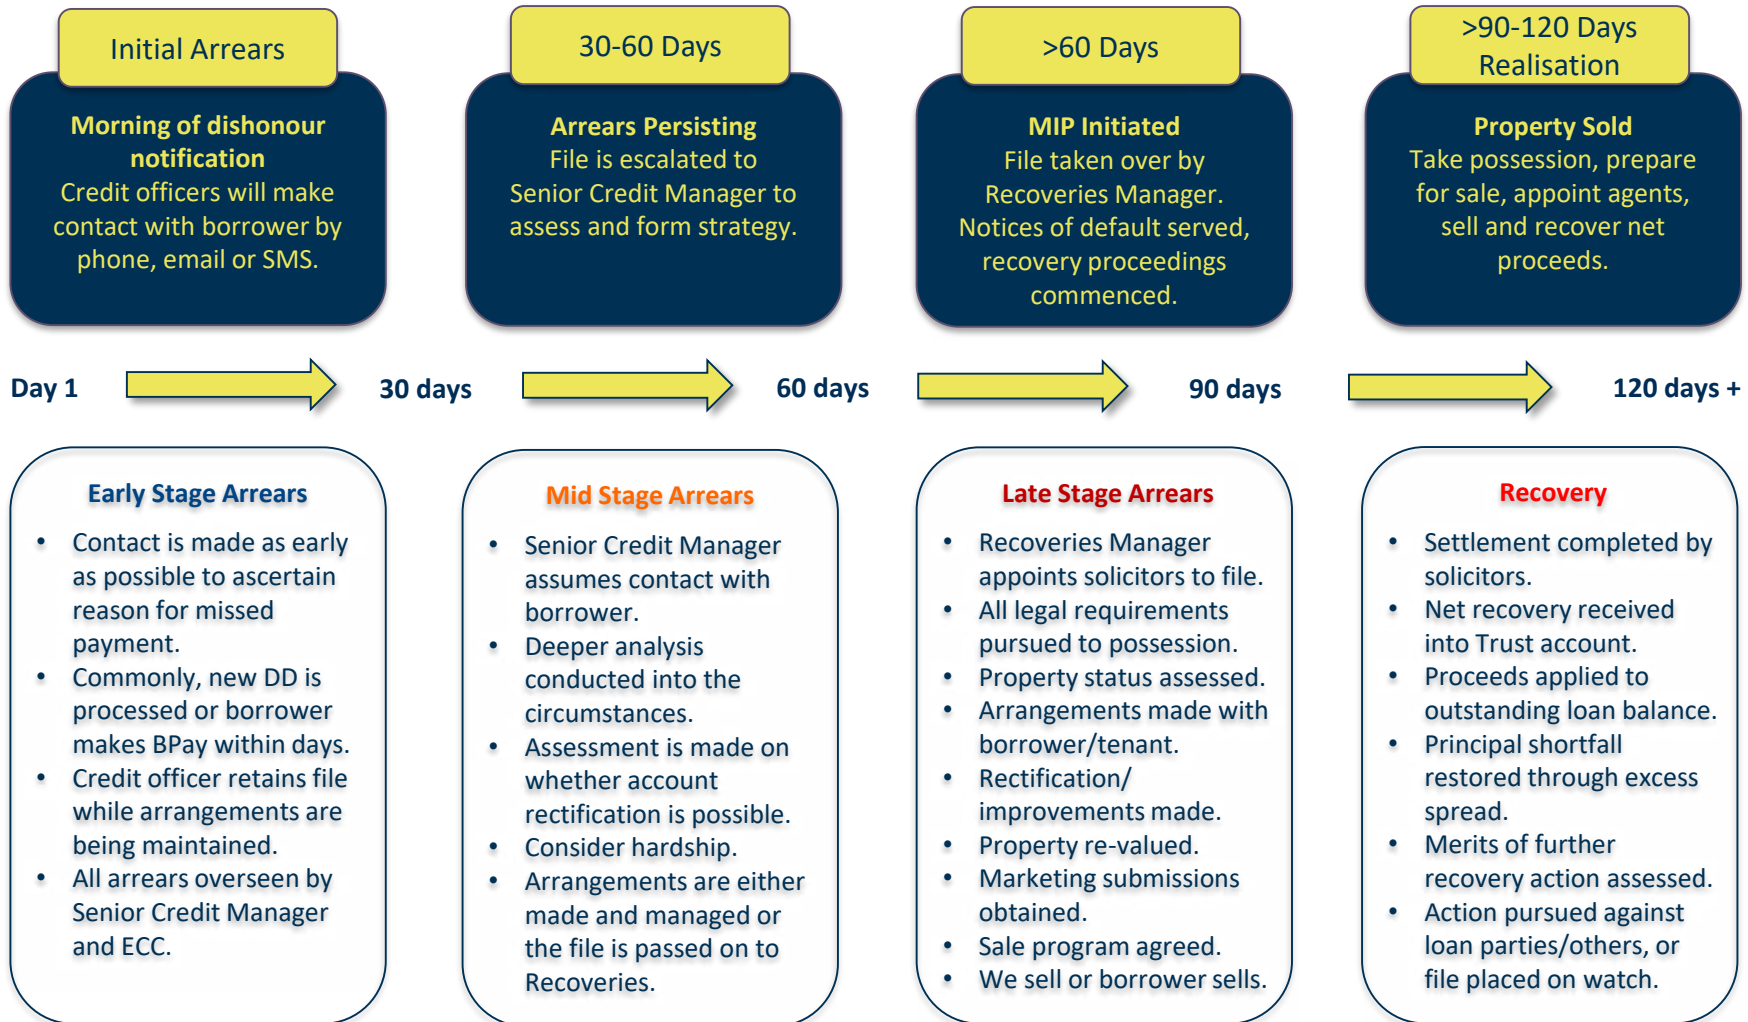 Initial Arrears
Morning of dishonour
notification
Credit officers will make
contact with borrower by
phone, email or SMS.
30-60 Days
Arrears Persisting
File is escalated to
Senior Credit Manager to
assess and form strategy.
>60 Days
MIP Initiated
File taken over by
Recoveries Manager.
Notices of default served,
recovery proceedings
commenced.
>90-120 Days
Realisation
Property Sold
Take possession, prepare
for sale, appoint agents,
sell and recover net
proceeds.
Day 1
30 days
60 days
90 days
120 days +
Early Stage Arrears
• Contact is made as early
as possible to ascertain
reason for missed
payment.
• Commonly, new DD is
processed or borrower
makes BPay within days.
• Credit officer retains file
while arrangements are
being maintained.
• All arrears overseen by
Senior Credit Manager
and ECC.
Mid Stage Arrears
• Senior Credit Manager
assumes contact with
borrower.
• Deeper analysis
conducted into the
circumstances.
• Assessment is made on
whether account
rectification is possible.
• Consider hardship.
• Arrangements are either
made and managed or
the file is passed on to
Recoveries.
Late Stage Arrears
• Recoveries Manager
appoints solicitors to file.
• All legal requirements
pursued to possession.
• Property status assessed.
• Arrangements made with
borrower/tenant.
• Rectification/
improvements made.
• Property re-valued.
• Marketing submissions
obtained.
• Sale program agreed.
• We sell or borrower sells.
Recovery
• Settlement completed by
solicitors.
• Net recovery received
into Trust account.
• Proceeds applied to
outstanding loan balance.
• Principal shortfall
restored through excess
spread.
• Merits of further
recovery action assessed.
• Action pursued against
loan parties/others, or
file placed on watch.